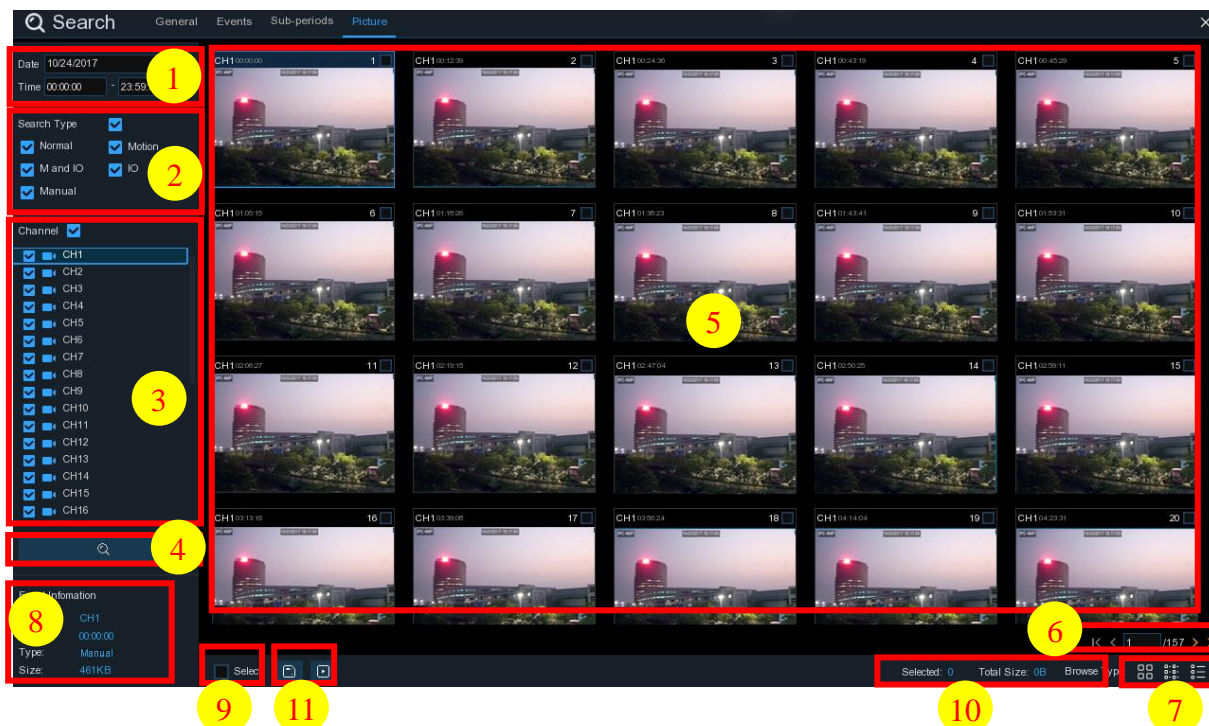 Search General Events Sub-periods Picture
Date 10/24/2017
Time 00:00:00 - 23:59:
1
Search Type
Normal Motion
M and IO IO
Manual
2
Channel
CH1
CH2
CH3
CH4
CH5
CH6
CH7
CH8
CH9
CH10
CH11
CH12
CH13
CH14
CH15
CH16
3
4
Infomation
CH1
00:00:00
Type: Manual
Size: 461KB
8
CH1 00:00:00 1 CH1 00:12:39 2 CH1 00:24:36 3 CH1 00:43:19 4 CH1 00:45:29 5
CH1 01:05:15 6 CH1 01:18:26 7 CH1 01:38:23 8 CH1 01:43:41 9 CH1 01:53:31 10
5
CH1 02:06:27 11 CH1 02:19:15 12 CH1 02:47:04 13 CH1 02:50:25 14 CH1 02:59:11 15
CH1 03:13:16 16 CH1 03:39:06 17 CH1 03:56:24 18 CH1 04:14:04 19 CH1 04:23:31 20
6
1 /157
Selec
Selected: 0 Total Size: 0B Browse Typ
9
11
10
7